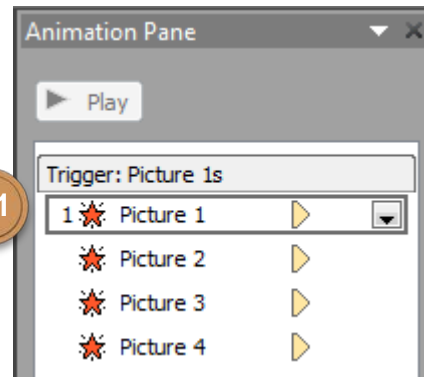 Animation Pane
Play
Trigger: Picture 1s
1
1 Picture 1
Picture 2
Picture 3
Picture 4